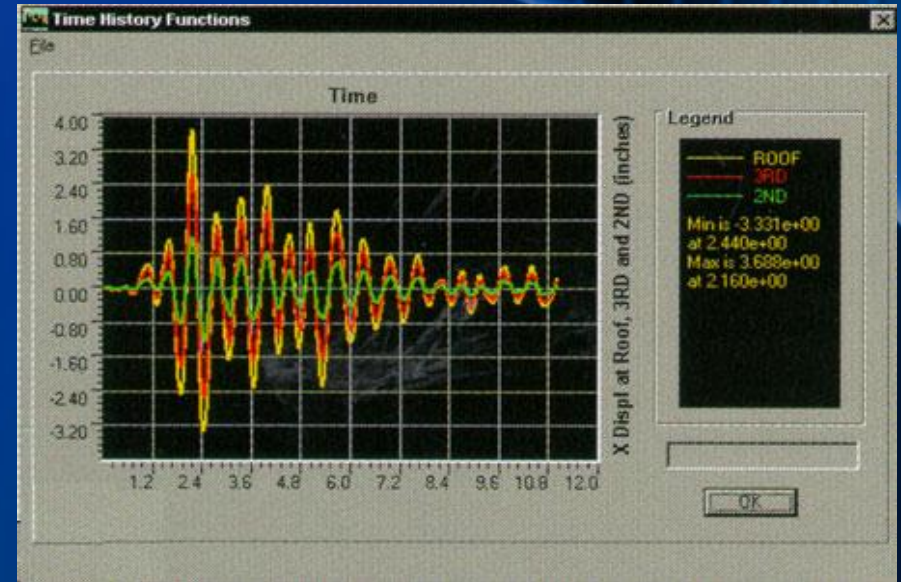 Time History Functions
File
Time
4.00
3.20
2.40
1.60
0.80
0.00
-0.80
-1.60
-2.40
-3.20
1.2 2.4 3.6 4.8 6.0 7.2 8.4 9.6 10.8 12.0
X Displ at Roof, 3RD and 2ND (inches)
Legend
ROOF
3RD
2ND
Min is -3.331e+00
at 2.440e+00
Max is 3.688e+00
at 2.160e+00
OK